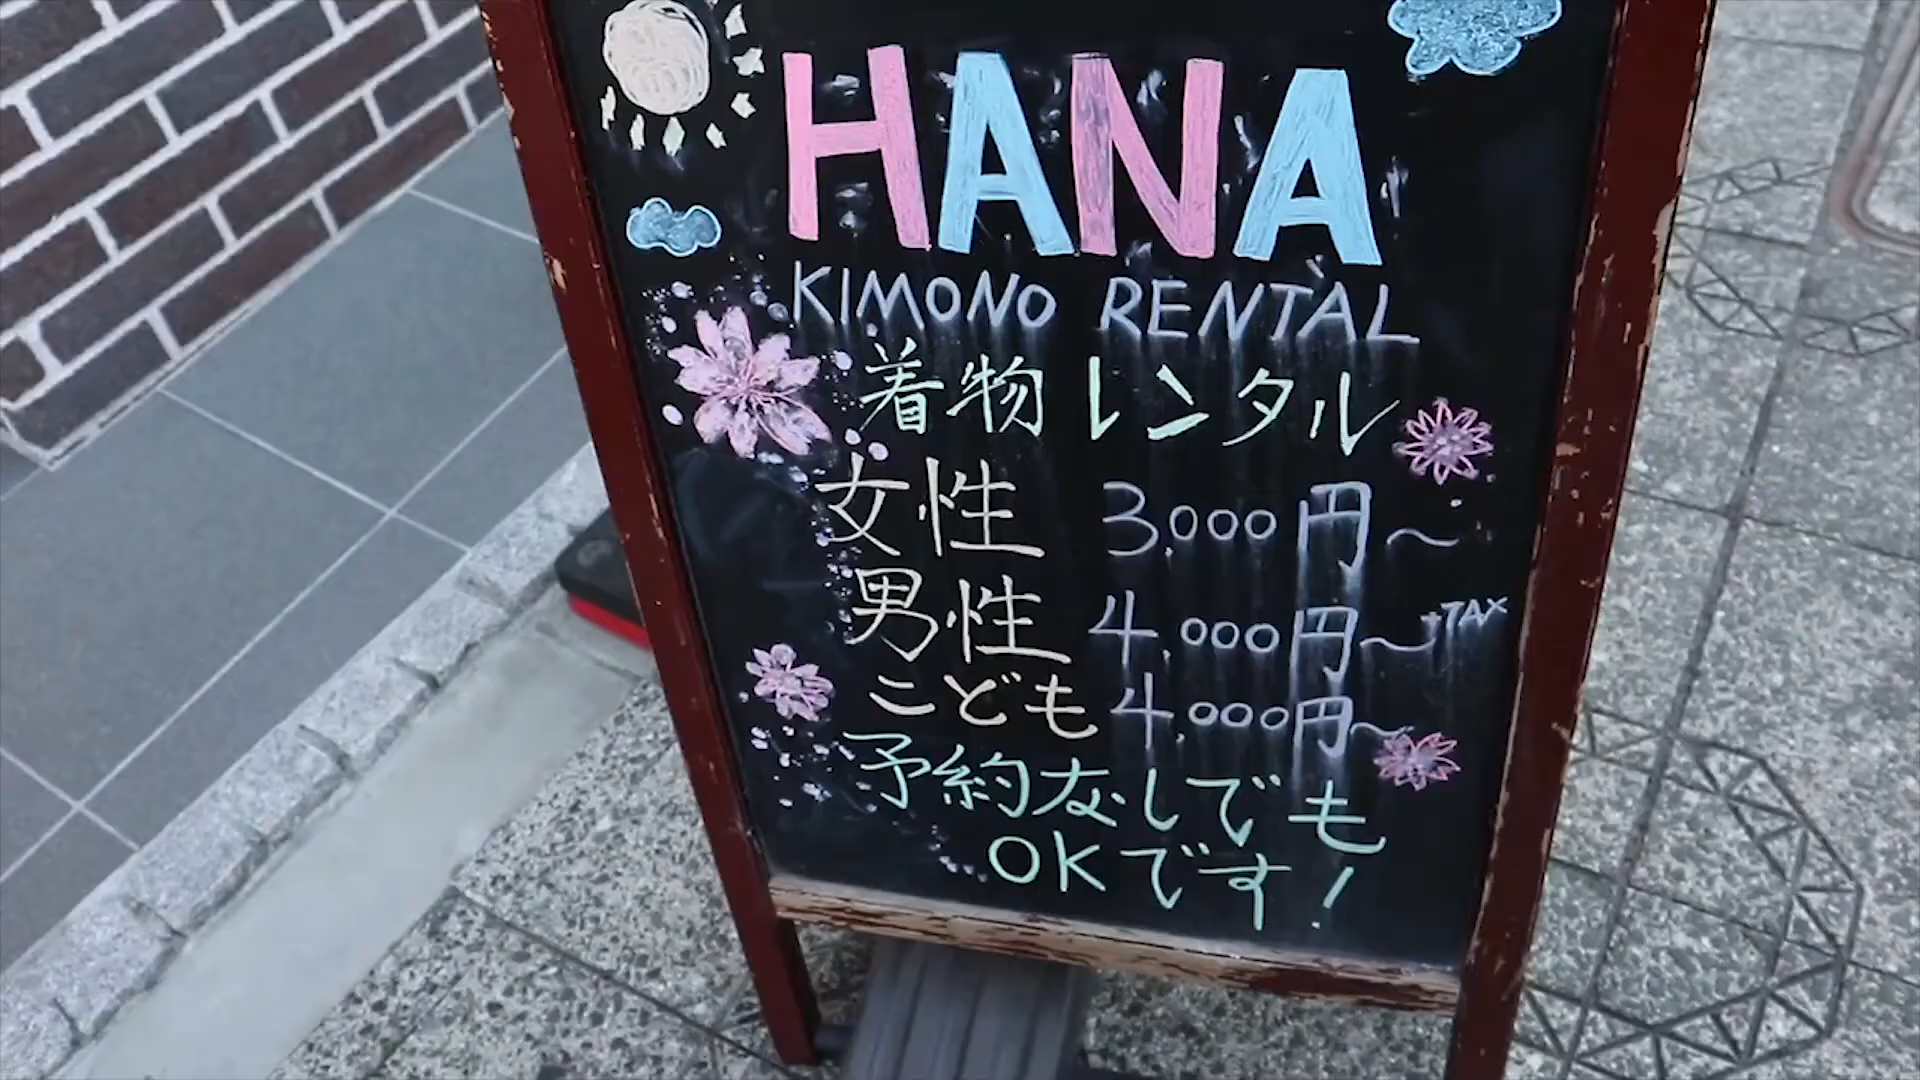 HANA
KIMONO RENTAL
着物 レンタル
女性 3,000円〜
男性 4,000円〜+TAX
こども 4,000円〜
予約なしでも
OKです!